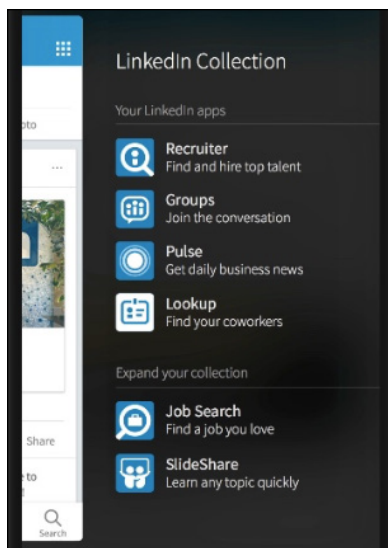 LinkedIn Collection
Your LinkedIn apps
Recruiter
Find and hire top talent
Groups
Join the conversation
Pulse
Get daily business news
Lookup
Find your coworkers
Expand your collection
Job Search
Find a job you love
SlideShare
Learn any topic quickly
oto
...
Share
to
Search